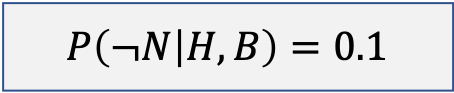 P(¬N|H, B) = 0.1